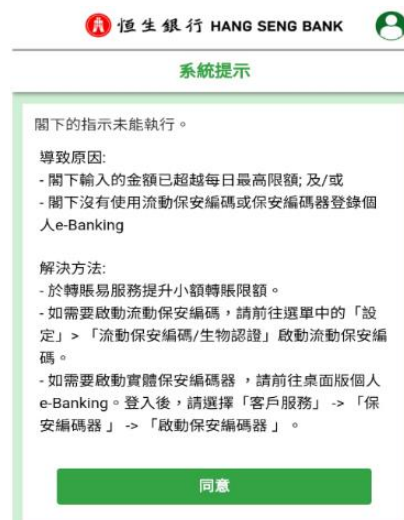 恒生銀行 HANG SENG BANK
系統提示
閣下的指示未能執行。
導致原因:
- 閣下輸入的金額已超越每日最高限額; 及/或
- 閣下沒有使用流動保安編碼或保安編碼器登錄個
人e-Banking
解決方法:
- 於轉賬易服務提升小額轉賬限額。
- 如需要啟動流動保安編碼，請前往選單中的「設
定」>「流動保安編碼/生物認證」啟動流動保安編
碼。
- 如需要啟動實體保安編碼器 ，請前往桌面版個人
e-Banking。登入後，請選擇「客戶服務」 -> 「保
安編碼器 」 -> 「啟動保安編碼器 」 。
同意